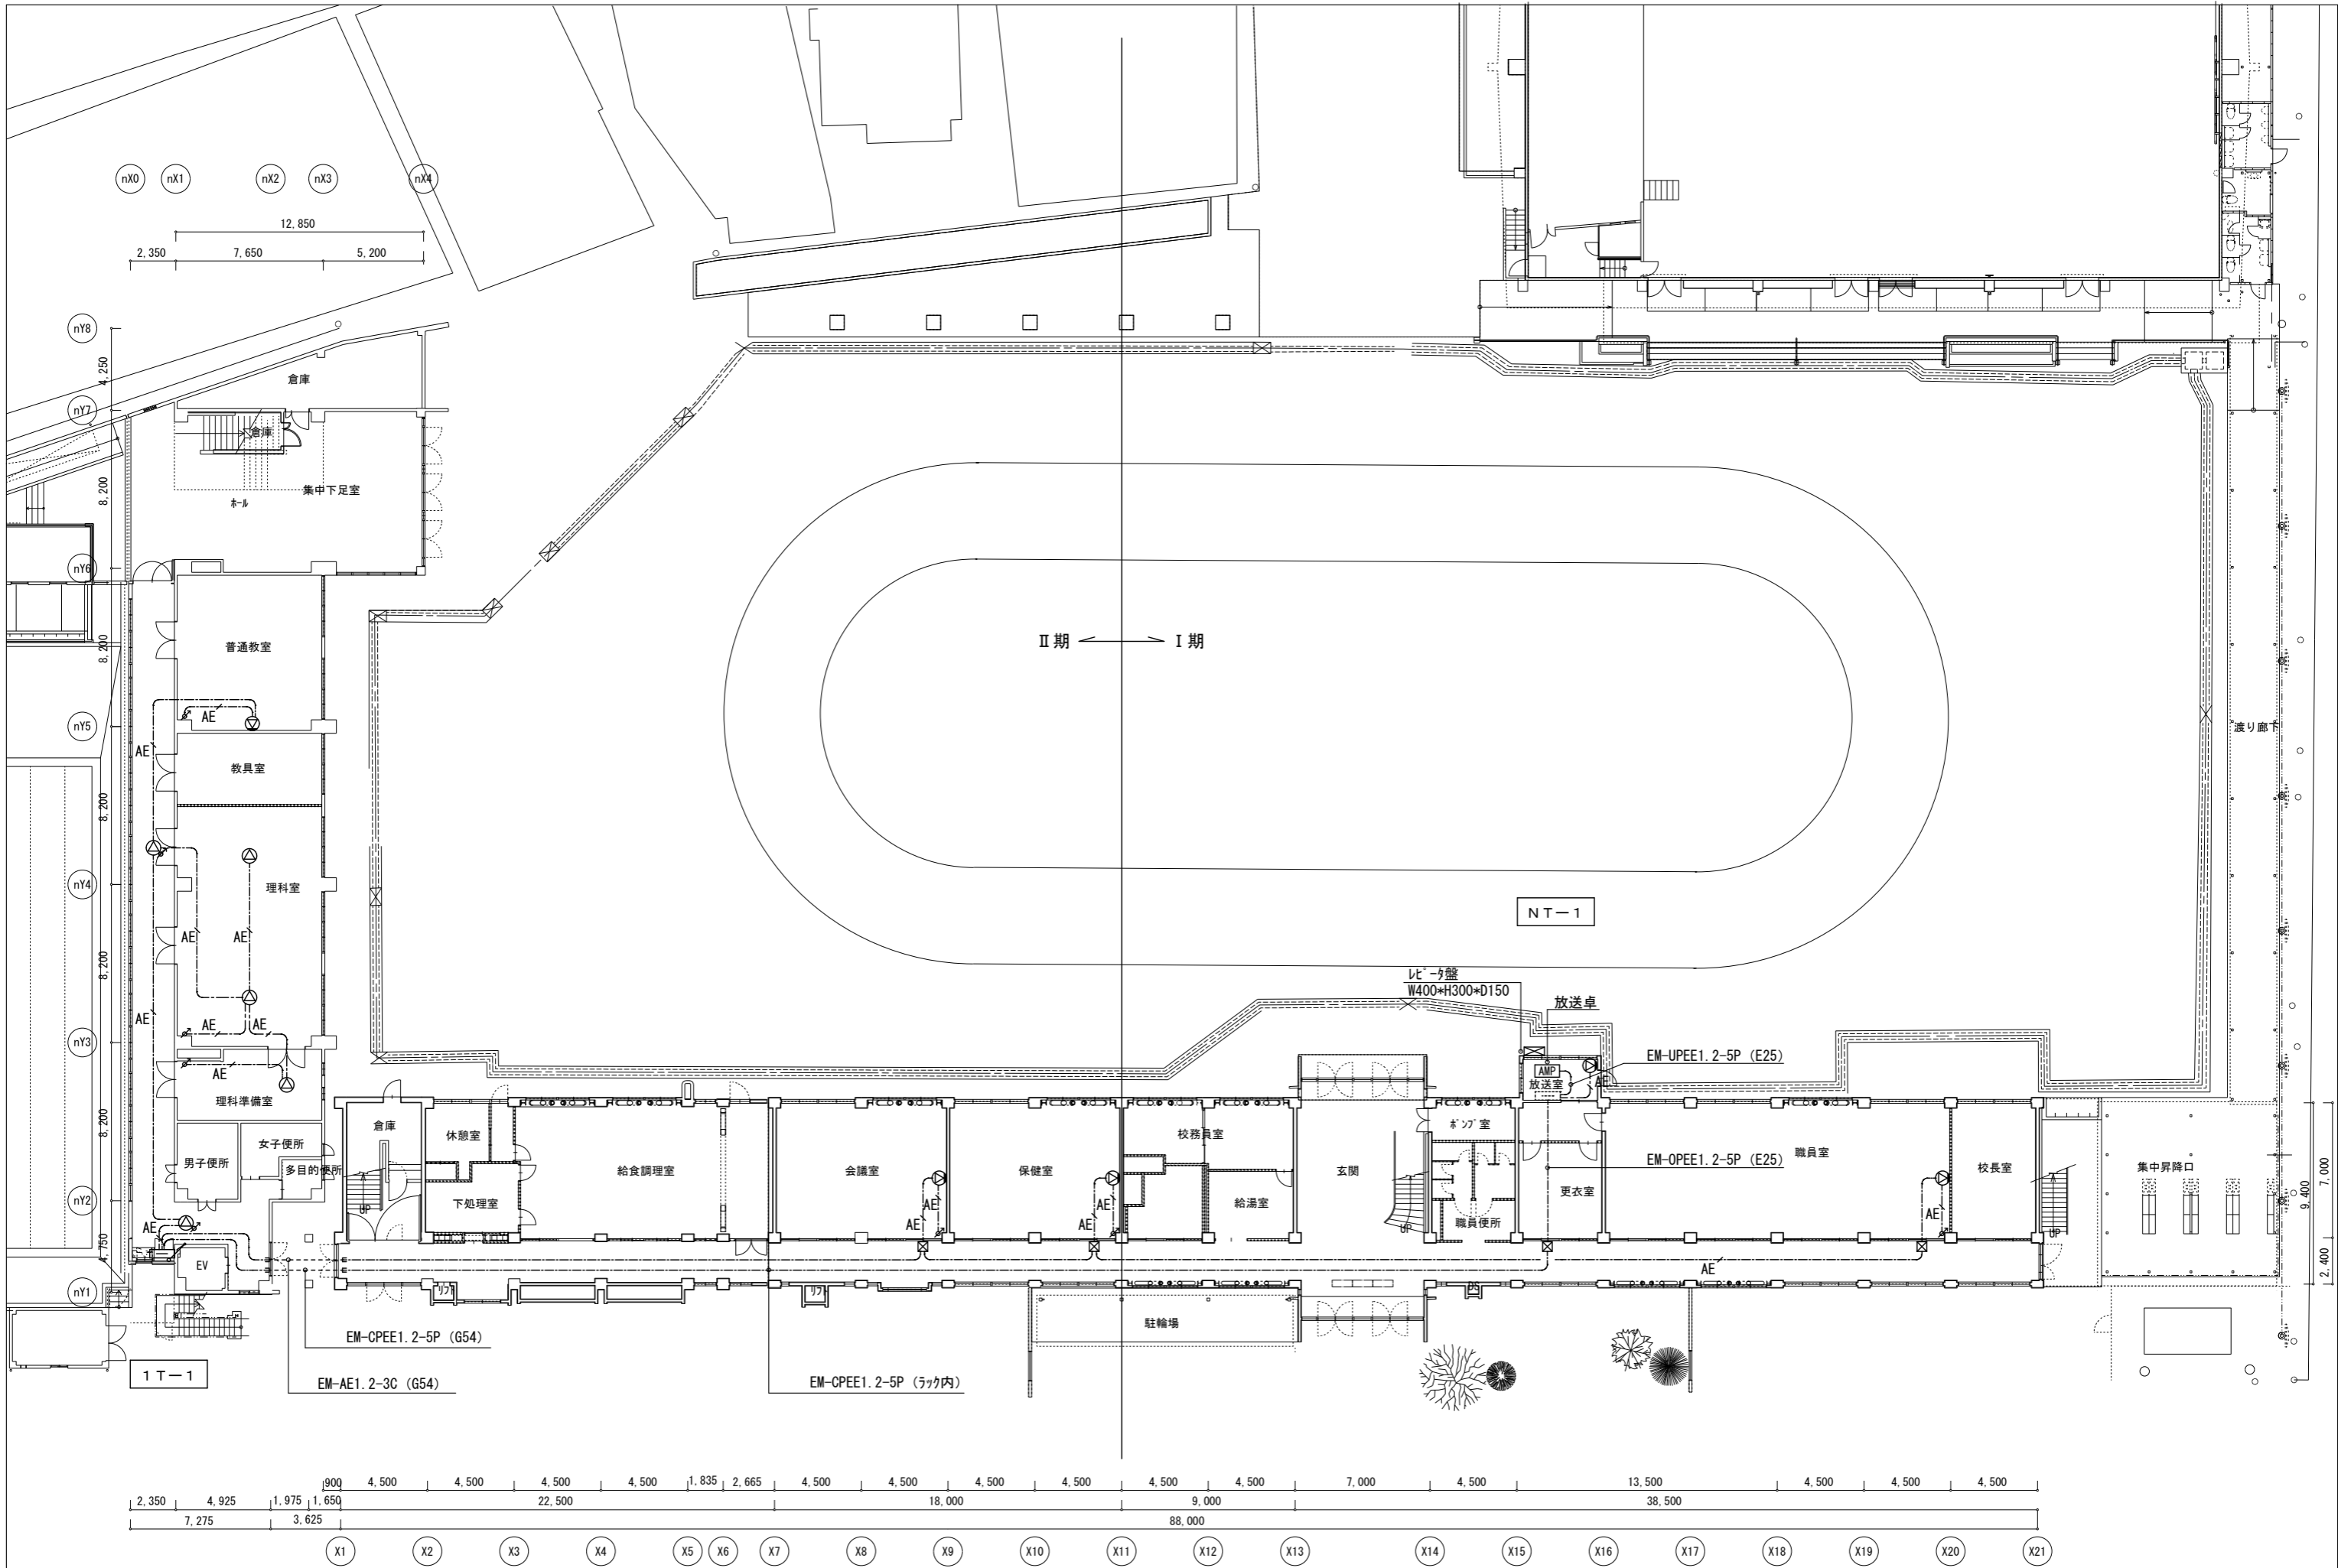 nX0 nX1 nX2 nX3 nX4
12,850
2,350 7,650 5,200
nY8
4,250
倉庫
nY7
倉庫
8,200
集中下足室
ホール
nY6
8,200
普通教室
Ⅱ期 Ⅰ期
AE
nY5
渡り廊下
AE
教具室
8,200
理科室
nY4
NT-1
AE AE
8,200
レピータ盤
W400*H300*D150
放送卓
AE AE AE
nY3
EM-UPEE1.2-5P (E25)
AMP
放送室
AE
AE
理科準備室
8,200
倉庫
休憩室
女子便所
男子便所
多目的便所
給食調理室
会議室
保健室
校務員室
玄関
ポンプ室
EM-OPEE1.2-5P (E25)
職員室
校長室
集中昇降口
7,000
9,400
更衣室
nY2
下処理室
給湯室
職員便所
UP
UP
UP
AE
AE
AE
AE
AE
4,750
EV
2,400
nY1
リフト
リフト
DS
駐輪場
EM-CPEE1.2-5P (G54)
1T-1
EM-AE1.2-3C (G54)
EM-CPEE1.2-5P (ラック内)
900 4,500 4,500 4,500 4,500 1,835 2,665 4,500 4,500 4,500 4,500 4,500 4,500 7,000 4,500 13,500 4,500 4,500 4,500
2,350 4,925 1,975 1,650 22,500 18,000 9,000 38,500
7,275 3,625 88,000
X1 X2 X3 X4 X5 X6 X7 X8 X9 X10 X11 X12 X13 X14 X15 X16 X17 X18 X19 X20 X21